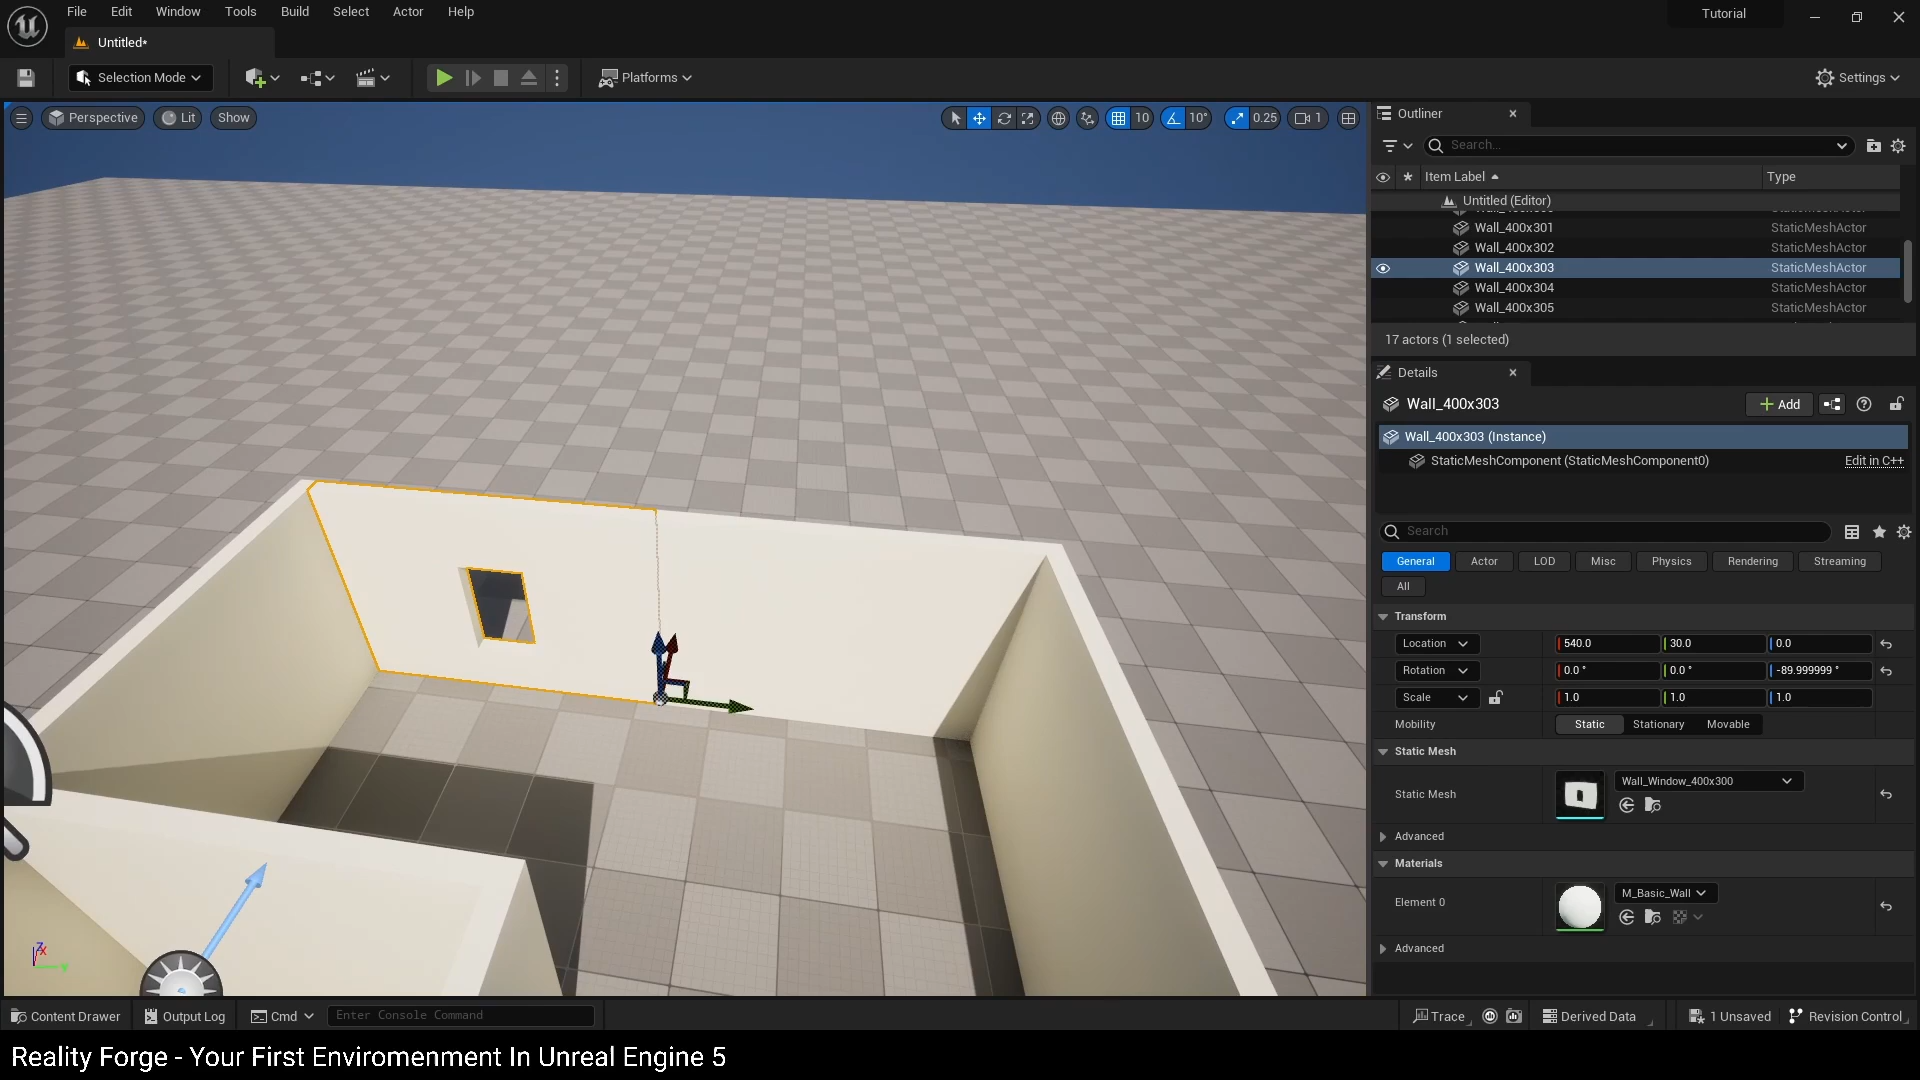 File Edit Window Tools Build Select Actor Help
Tutorial
Untitled*
Selection Mode
Platforms
Settings
Perspective Lit Show
10 10° 0.25 1
Outliner
Search...
Item Label Type
Untitled (Editor)
Wall_400x301 StaticMeshActor
Wall_400x302 StaticMeshActor
Wall_400x303 StaticMeshActor
Wall_400x304 StaticMeshActor
Wall_400x305 StaticMeshActor
17 actors (1 selected)
Details
Wall_400x303
Add
Wall_400x303 (Instance)
StaticMeshComponent (StaticMeshComponent0) Edit in C++
Search
General Actor LOD Misc Physics Rendering Streaming
All
Transform
Location 540.0 30.0 0.0
Rotation 0.0 ° 0.0 ° -89.999999 °
Scale 1.0 1.0 1.0
Mobility Static Stationary Movable
Static Mesh
Static Mesh Wall_Window_400x300
Advanced
Materials
Element 0 M_Basic_Wall
Advanced
Z X Y
Content Drawer Output Log Cmd Enter Console Command Trace Derived Data 1 Unsaved Revision Control
Reality Forge - Your First Enviromenment In Unreal Engine 5